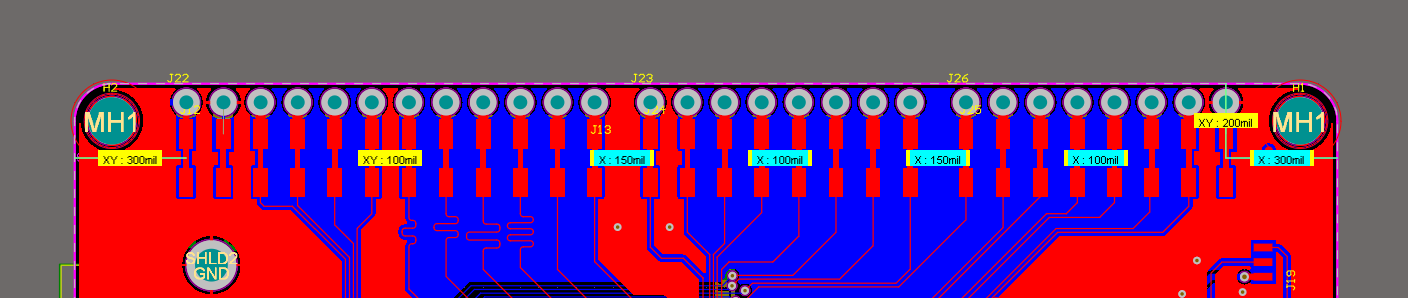 J22
J23
J26
H2
H1
MH1
MH1
J13
XY : 200mil
XY : 300mil
XY : 100mil
X : 150mil
X : 100mil
X : 150mil
X : 100mil
X : 300mil
SHLD2
GND
J19